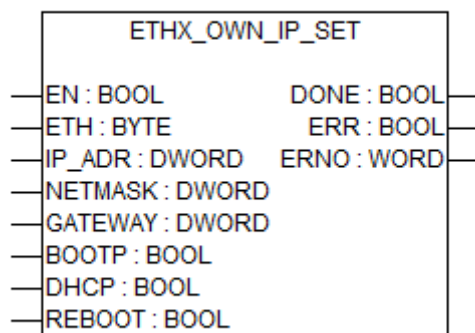 ETHX_OWN_IP_SET
EN : BOOL DONE : BOOL
ETH : BYTE ERR : BOOL
IP_ADR : DWORD ERNO : WORD
NETMASK : DWORD
GATEWAY : DWORD
BOOTP : BOOL
DHCP : BOOL
REBOOT : BOOL